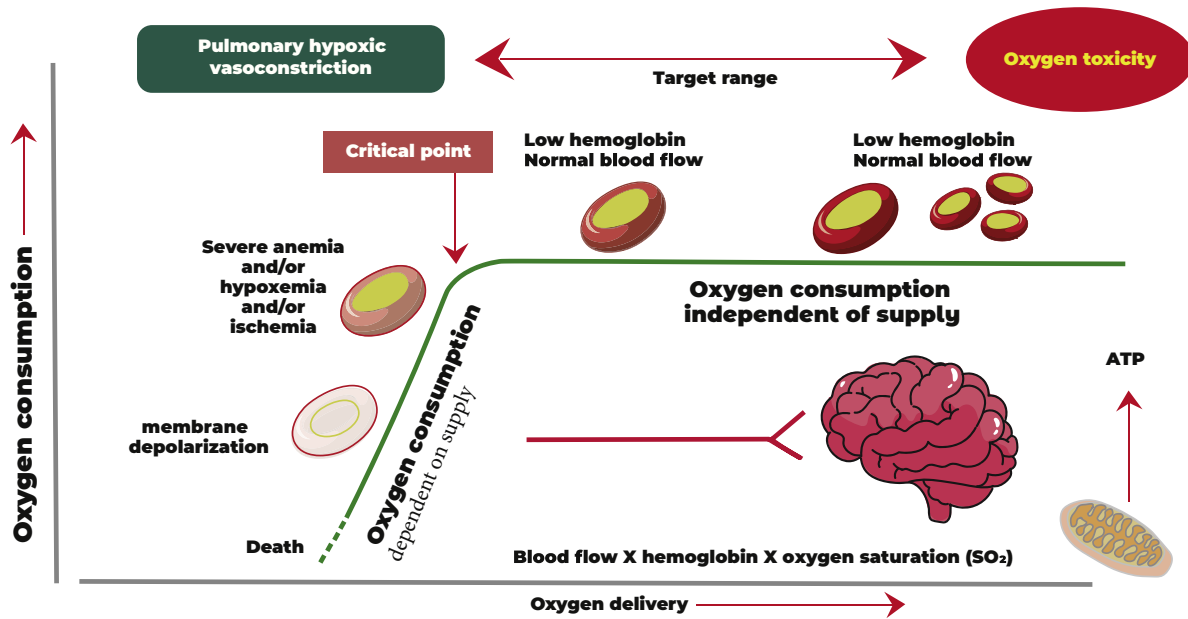 Pulmonary hypoxic
vasoconstriction
Target range
Oxygen toxicity
Critical point
Low hemoglobin
Normal blood flow
Low hemoglobin
Normal blood flow
Severe anemia
and/or
hypoxemia
and/or
ischemia
Oxygen consumption
independent of supply
Oxygen consumption
dependent on supply
ATP
membrane
depolarization
Death
Blood flow X hemoglobin X oxygen saturation (SO₂)
Oxygen consumption
Oxygen delivery